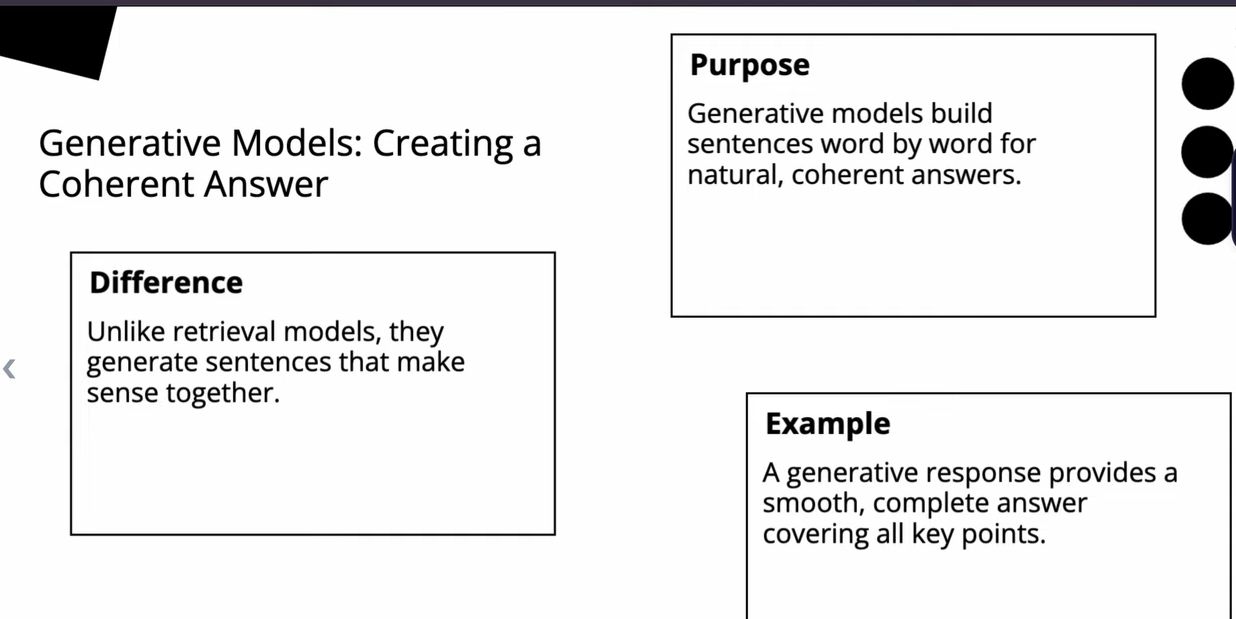 Generative Models: Creating a
Coherent Answer
Purpose
Generative models build
sentences word by word for
natural, coherent answers.
Difference
Unlike retrieval models, they
generate sentences that make
sense together.
Example
A generative response provides a
smooth, complete answer
covering all key points.